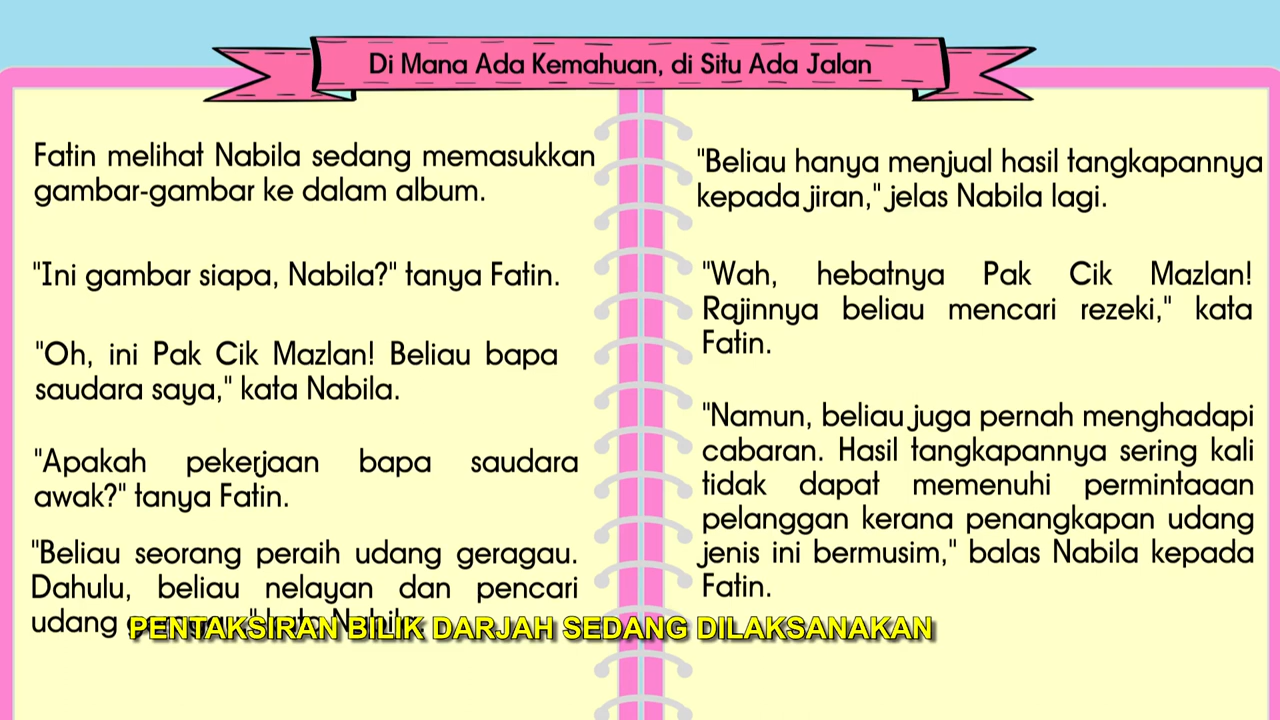 Di Mana Ada Kemahuan, di Situ Ada Jalan
Fatin melihat Nabila sedang memasukkan
gambar-gambar ke dalam album.
"Ini gambar siapa, Nabila?" tanya Fatin.
"Oh, ini Pak Cik Mazlan! Beliau bapa
saudara saya," kata Nabila.
"Apakah pekerjaan bapa saudara
awak?" tanya Fatin.
"Beliau seorang peraih udang geragau.
Dahulu, beliau nelayan dan pencari
udang kata Nabila.
"Beliau hanya menjual hasil tangkapannya
kepada jiran," jelas Nabila lagi.
"Wah, hebatnya Pak Cik Mazlan!
Rajinnya beliau mencari rezeki," kata
Fatin.
"Namun, beliau juga pernah menghadapi
cabaran. Hasil tangkapannya sering kali
tidak dapat memenuhi permintaaan
pelanggan kerana penangkapan udang
jenis ini bermusim," balas Nabila kepada
Fatin.
PENTAKSIRAN BILIK DARJAH SEDANG DILAKSANAKAN